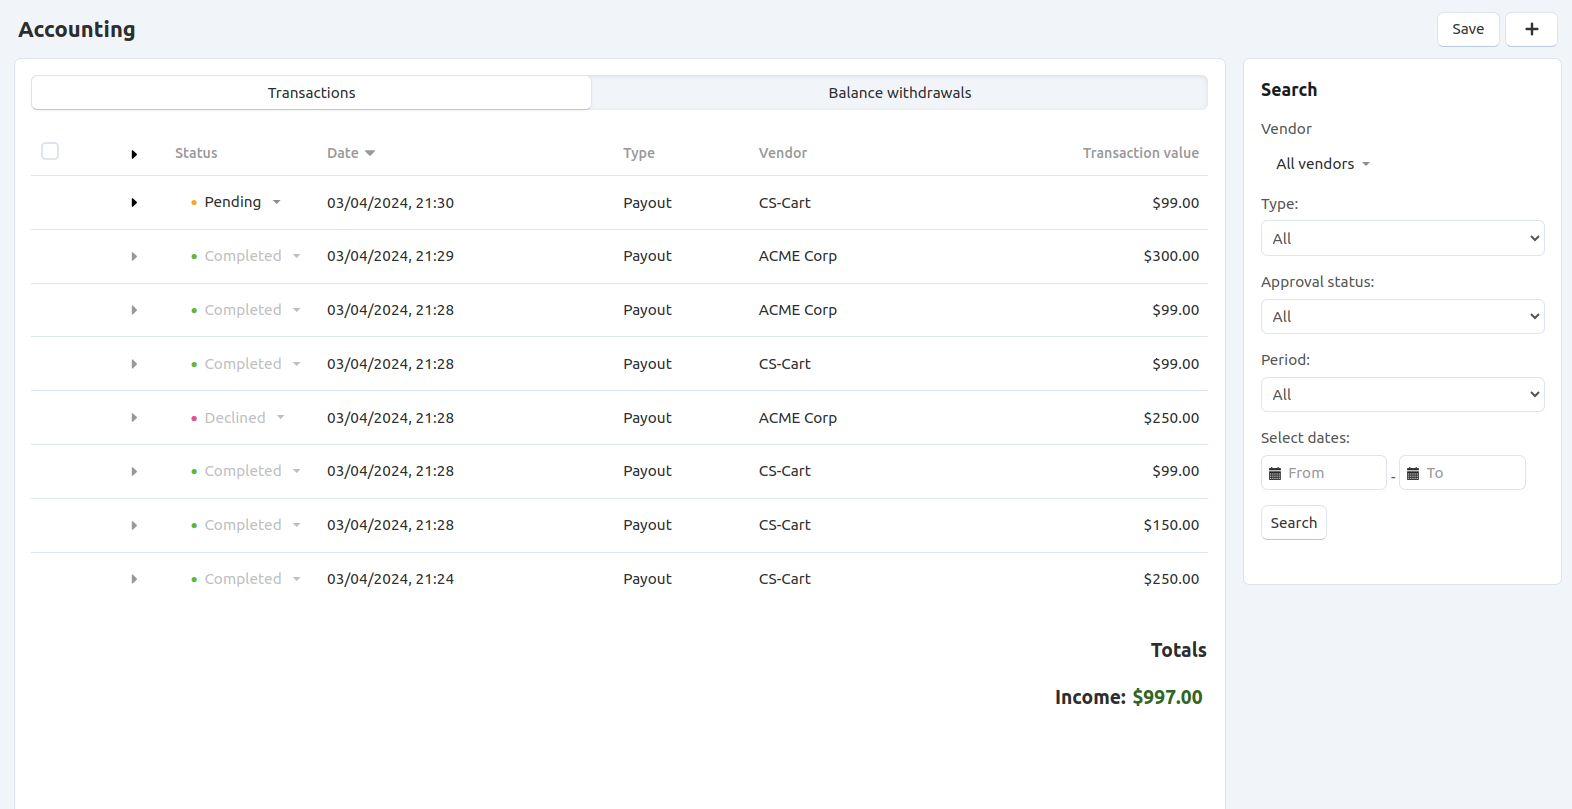 Accounting
Save
Transactions
Balance withdrawals
Status Date Type Vendor Transaction value
Pending 03/04/2024, 21:30 Payout CS-Cart $99.00
Completed 03/04/2024, 21:29 Payout ACME Corp $300.00
Completed 03/04/2024, 21:28 Payout ACME Corp $99.00
Completed 03/04/2024, 21:28 Payout CS-Cart $99.00
Declined 03/04/2024, 21:28 Payout ACME Corp $250.00
Completed 03/04/2024, 21:28 Payout CS-Cart $99.00
Completed 03/04/2024, 21:28 Payout CS-Cart $150.00
Completed 03/04/2024, 21:24 Payout CS-Cart $250.00
Totals
Income: $997.00
Search
Vendor
All vendors
Type:
All
Approval status:
All
Period:
All
Select dates:
From - To
Search